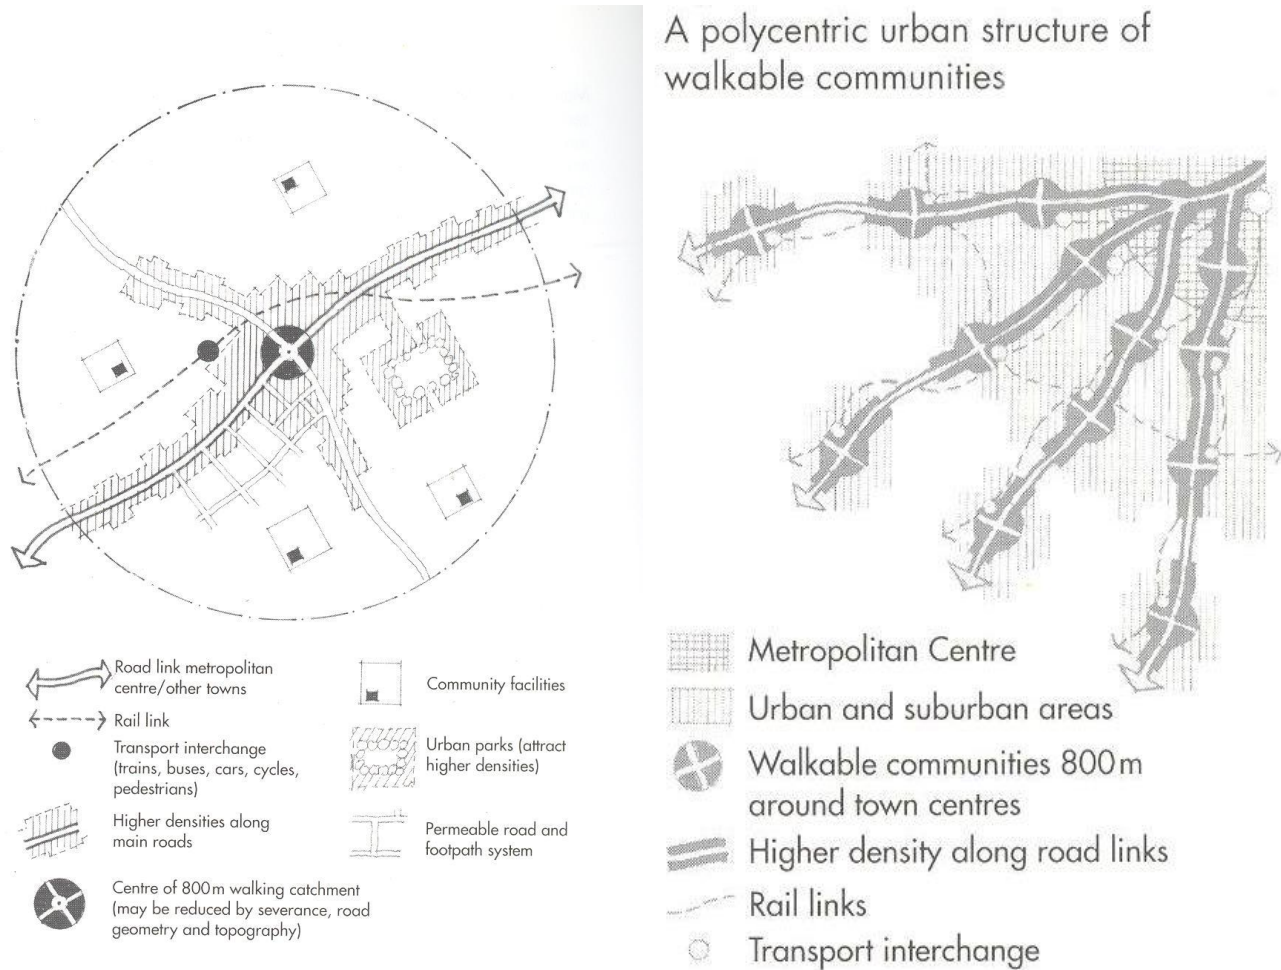 A polycentric urban structure of
walkable communities
Road link metropolitan
centre/other towns
Rail link
Transport interchange
(trains, buses, cars, cycles,
pedestrians)
Higher densities along
main roads
Centre of 800m walking catchment
(may be reduced by severance, road
geometry and topography)
Community facilities
Urban parks (attract
higher densities)
Permeable road and
footpath system
Metropolitan Centre
Urban and suburban areas
Walkable communities 800m
around town centres
Higher density along road links
Rail links
Transport interchange